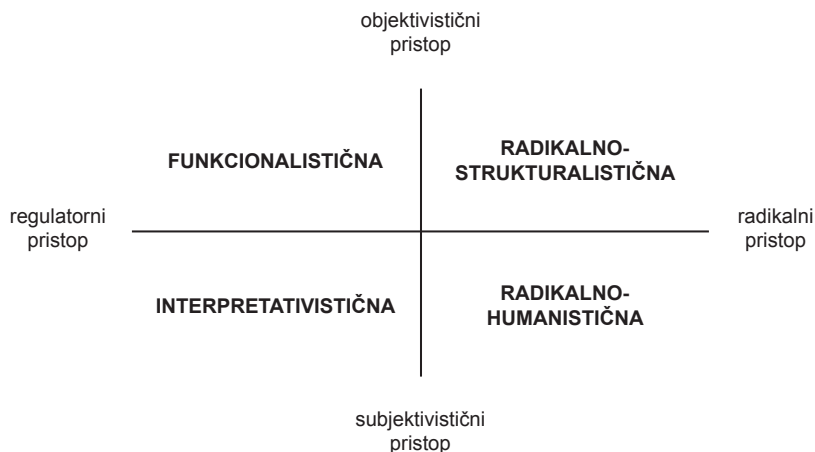 objektivistični
pristop
FUNKCIONALISTIČNA
RADIKALNO-
STRUKTURALISTIČNA
regulatorni
pristop
radikalni
pristop
INTERPRETATIVISTIČNA
RADIKALNO-
HUMANISTIČNA
subjektivistični
pristop